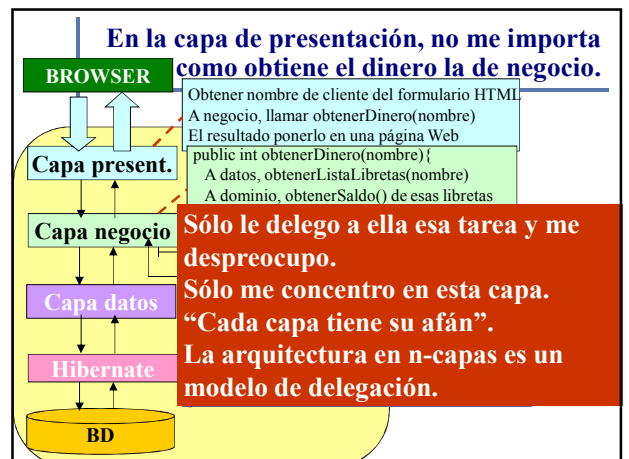 En la capa de presentación, no me importa
como obtiene el dinero la de negocio.
BROWSER
Obtener nombre de cliente del formulario HTML
A negocio, llamar obtenerDinero(nombre)
El resultado ponerlo en una página Web
Capa present.
public int obtenerDinero(nombre){
A datos, obtenerListaLibretas(nombre)
A dominio, obtenerSaldo() de esas libretas
Capa negocio
Sólo le delego a ella esa tarea y me
despreocupo.
Sólo me concentro en esta capa.
“Cada capa tiene su afán”.
La arquitectura en n-capas es un
modelo de delegación.
Capa datos
Hibernate
BD